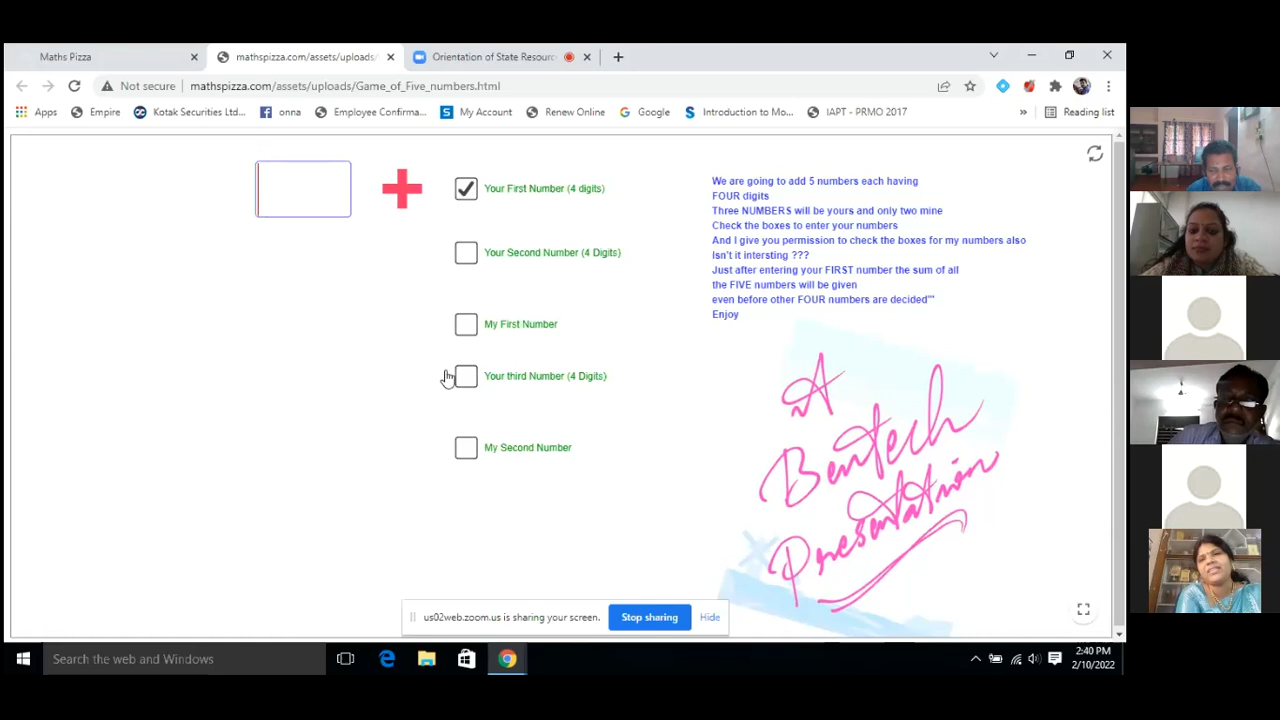 Maths Pizza
mathspizza.com/assets/uploads/
Orientation of State Resour
Not secure
mathspizza.com/assets/uploads/Game_of_Five_numbers.html
Apps
Empire
Kotak Securities Ltd...
onna
Employee Confirma...
My Account
Renew Online
Google
Introduction to Mo...
IAPT - PRMO 2017
»
Reading list
Your First Number (4 digits)
Your Second Number (4 Digits)
My First Number
Your third Number (4 Digits)
My Second Number
We are going to add 5 numbers each having
FOUR digits
Three NUMBERS will be yours and only two mine
Check the boxes to enter your numbers
And I give you permission to check the boxes for my numbers also
Isn't it intersting ???
Just after entering your FIRST number the sum of all
the FIVE numbers will be given
even before other FOUR numbers are decided""
Enjoy
A
Bentech
Presentation
us02web.zoom.us is sharing your screen.
Stop sharing
Hide
Search the web and Windows
2:40 PM
2/10/2022